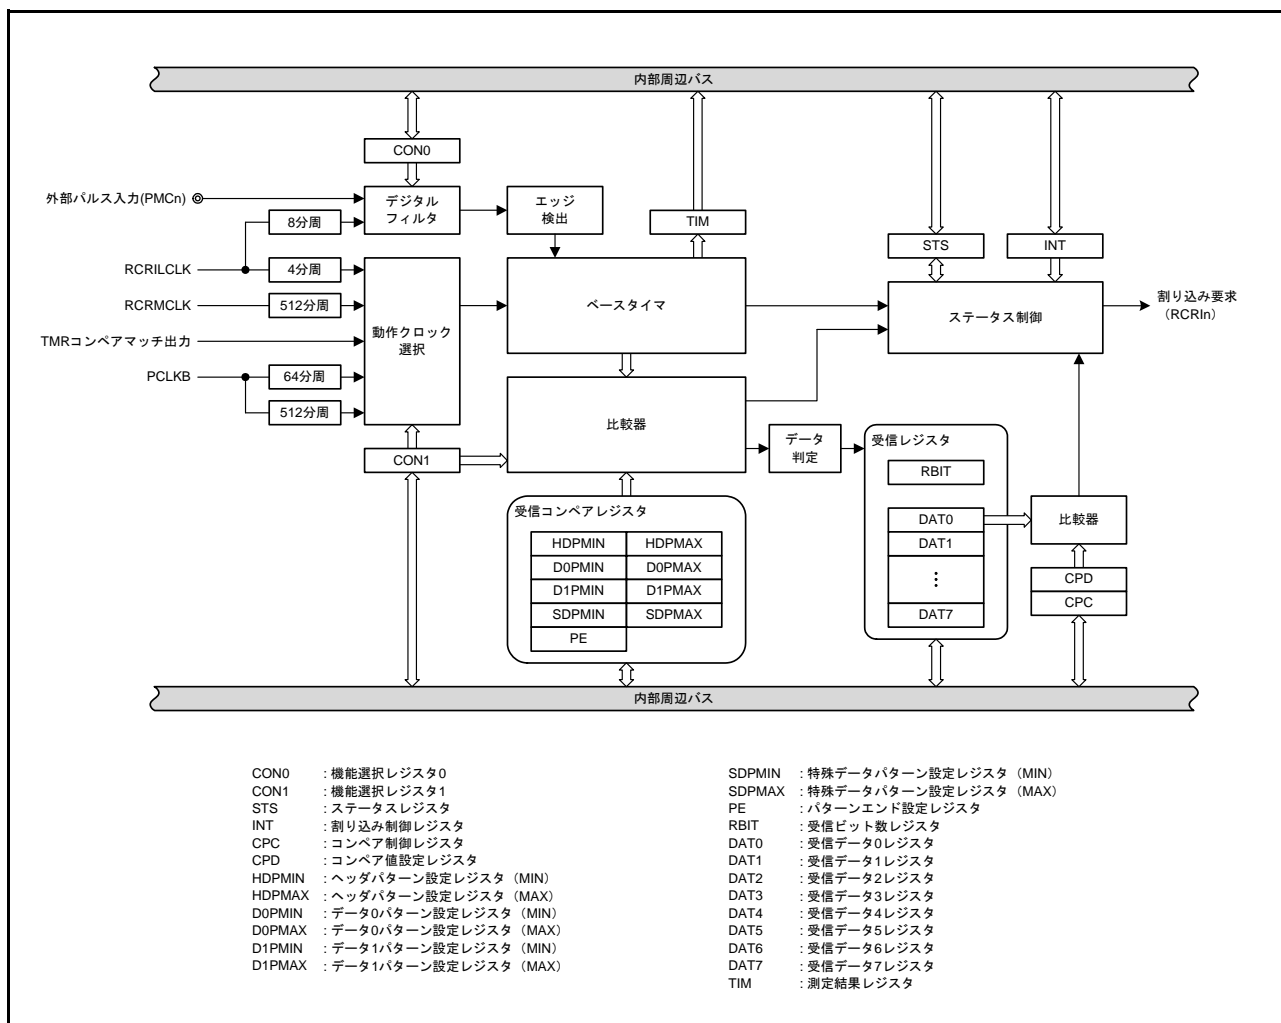 内部周辺バス
CON0
外部パルス入力(PMCn)
デジタル
フィルタ
エッジ
検出
8分周
TIM
STS
INT
RCRILCLK
4分周
RCRMCLK
512分周
ベースタイマ
ステータス制御
割り込み要求
（RCRIn）
TMRコンペアマッチ出力
動作クロック
選択
PCLKB
64分周
512分周
比較器
CON1
データ
判定
受信レジスタ
RBIT
受信コンペアレジスタ
DAT0
比較器
HDPMIN
HDPMAX
DAT1
D0PMIN
D0PMAX
⋮
CPD
D1PMIN
D1PMAX
CPC
SDPMIN
SDPMAX
DAT7
PE
内部周辺バス
CON0 : 機能選択レジスタ0
CON1 : 機能選択レジスタ1
STS : ステータスレジスタ
INT : 割り込み制御レジスタ
CPC : コンペア制御レジスタ
CPD : コンペア値設定レジスタ
HDPMIN : ヘッダパターン設定レジスタ（MIN）
HDPMAX : ヘッダパターン設定レジスタ（MAX）
D0PMIN : データ0パターン設定レジスタ（MIN）
D0PMAX : データ0パターン設定レジスタ（MAX）
D1PMIN : データ1パターン設定レジスタ（MIN）
D1PMAX : データ1パターン設定レジスタ（MAX）
SDPMIN : 特殊データパターン設定レジスタ（MIN）
SDPMAX : 特殊データパターン設定レジスタ（MAX）
PE : パターンエンド設定レジスタ
RBIT : 受信ビット数レジスタ
DAT0 : 受信データ0レジスタ
DAT1 : 受信データ1レジスタ
DAT2 : 受信データ2レジスタ
DAT3 : 受信データ3レジスタ
DAT4 : 受信データ4レジスタ
DAT5 : 受信データ5レジスタ
DAT6 : 受信データ6レジスタ
DAT7 : 受信データ7レジスタ
TIM : 測定結果レジスタ